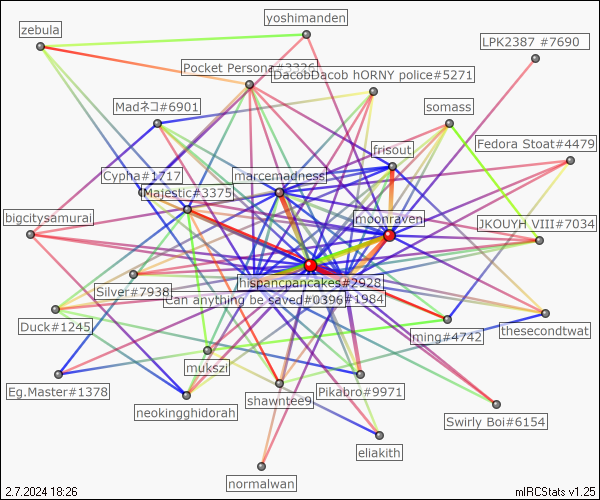 yoshimanden
zebula
LPK2387 #7690
Pocket Persona#3336
DacobDacob hORNY police#5271
Madネコ#6901
somass
Fedora Stoat#4479
frisout
Cypha#1717
marcemadness
Majestic#3375
bigcitysamurai
moonraven
JKOUYH VIII#7034
hispancpancakes#2928
Silver#7938
Can anything be saved#0396
#1984
Duck#1245
ming#4742
thesecondtwat
mukszi
Eg.Master#1378
shawntee9
Pikabro#9971
neokingghidorah
Swirly Boi#6154
eliakith
normalwan
2.7.2024 18:26
mIRCStats v1.25